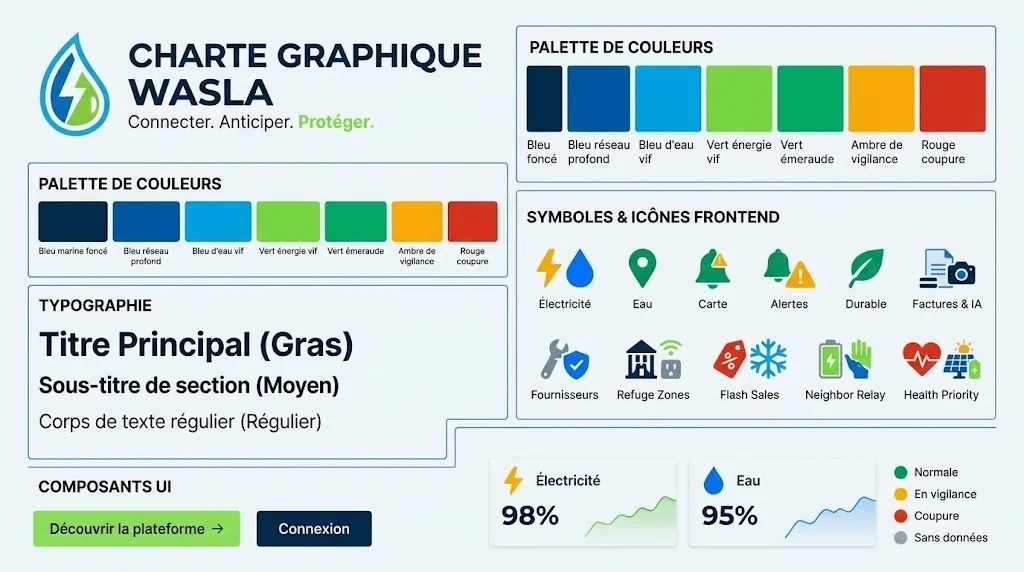 CHARTE GRAPHIQUE
WASLA
Connecter. Anticiper. Protéger.
PALETTE DE COULEURS
Bleu marine foncé
Bleu réseau
profond
Bleu d'eau vif
Vert énergie vif
Vert émeraude
Ambre de
vigilance
Rouge
coupure
TYPOGRAPHIE
Titre Principal (Gras)
Sous-titre de section (Moyen)
Corps de texte régulier (Régulier)
COMPOSANTS UI
Découvrir la plateforme →
Connexion
PALETTE DE COULEURS
Bleu
foncé
Bleu réseau
profond
Bleu d'eau
vif
Vert énergie
vif
Vert
émeraude
Ambre de
vigilance
Rouge
coupure
SYMBOLES & ICÔNES FRONTEND
Électricité
Eau
Carte
Alertes
Durable
Factures & IA
%
Fournisseurs
Refuge Zones
Flash Sales
Neighbor Relay
Health Priority
Électricité
98%
Eau
95%
Normale
En vigilance
Coupure
Sans données